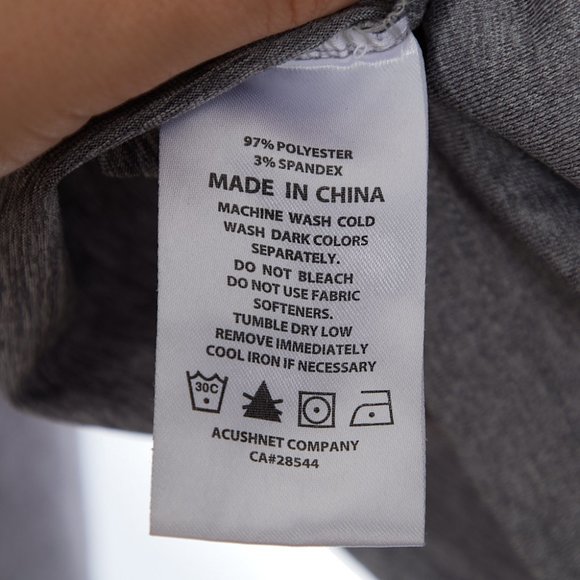 97% POLYESTER
3% SPANDEX
MADE IN CHINA
MACHINE WASH COLD
WASH DARK COLORS
SEPARATELY.
DO NOT BLEACH
DO NOT USE FABRIC
SOFTENERS.
TUMBLE DRY LOW
REMOVE IMMEDIATELY
COOL IRON IF NECESSARY
30C
ACUSHNET COMPANY
CA#28544